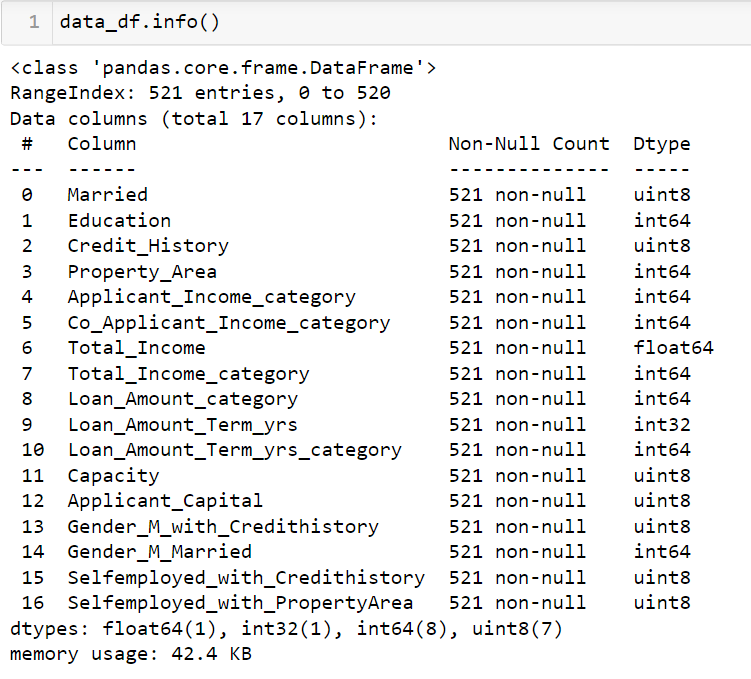 1 data_df.info()
<class 'pandas.core.frame.DataFrame'>
RangeIndex: 521 entries, 0 to 520
Data columns (total 17 columns):
 #   Column                           Non-Null Count  Dtype
---  ------                           --------------  -----
 0   Married                          521 non-null    uint8
 1   Education                        521 non-null    int64
 2   Credit_History                   521 non-null    uint8
 3   Property_Area                    521 non-null    int64
 4   Applicant_Income_category        521 non-null    int64
 5   Co_Applicant_Income_category     521 non-null    int64
 6   Total_Income                     521 non-null    float64
 7   Total_Income_category            521 non-null    int64
 8   Loan_Amount_category             521 non-null    int64
 9   Loan_Amount_Term_yrs             521 non-null    int32
 10  Loan_Amount_Term_yrs_category    521 non-null    int64
 11  Capacity                         521 non-null    uint8
 12  Applicant_Capital                521 non-null    uint8
 13  Gender_M_with_Credithistory      521 non-null    uint8
 14  Gender_M_Married                 521 non-null    int64
 15  Selfemployed_with_Credithistory  521 non-null    uint8
 16  Selfemployed_with_PropertyArea   521 non-null    uint8
dtypes: float64(1), int32(1), int64(8), uint8(7)
memory usage: 42.4 KB